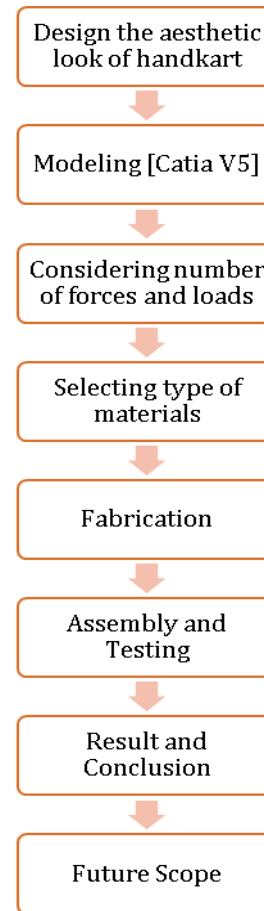 Design the aesthetic
look of handkart
Modeling [Catia V5]
Considering number
of forces and loads
Selecting type of
materials
Fabrication
Assembly and
Testing
Result and
Conclusion
Future Scope